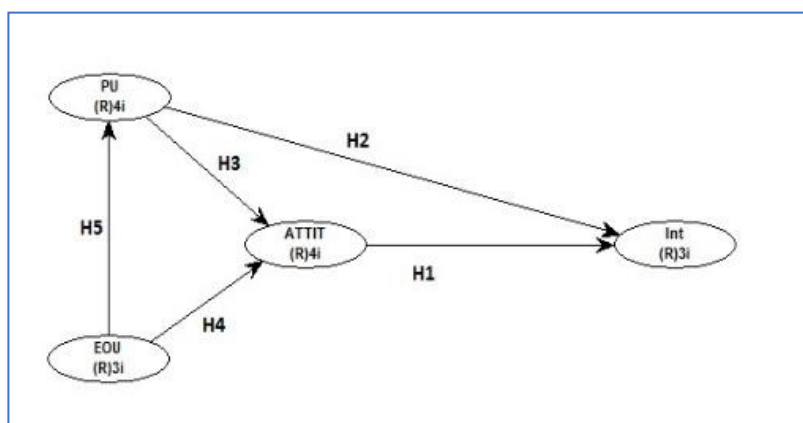 PU
(R)4i
H2
H3
H5
ATTIT
(R)4i
Int
(R)3i
H1
H4
EOU
(R)3i